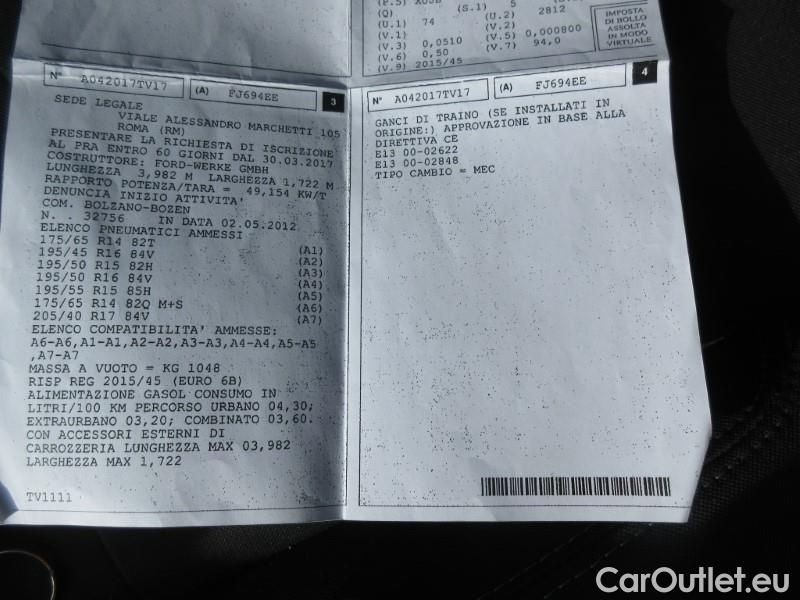 (P.5) XUJB
(Q) (S.1) 5
(U.1) 74 (U.2) 2812
(V.1) (V.2)
(V.3) 0,0510 (V.5) 0,000800
(V.6) 0,50 (V.7) 94,0
(V.9) 2015/45
IMPOSTA
DI BOLLO
ASSOLTA
IN MODO
VIRTUALE
N° A042017TV17 (A) FJ694EE 3
SEDE LEGALE
VIALE ALESSANDRO MARCHETTI 105
ROMA (RM)
PRESENTARE LA RICHIESTA DI ISCRIZIONE
AL PRA ENTRO 60 GIORNI DAL 30.03.2017
COSTRUTTORE: FORD-WERKE GMBH
LUNGHEZZA 3,982 M LARGHEZZA 1,722 M
RAPPORTO POTENZA/TARA = 49,154 KW/T
DENUNCIA INIZIO ATTIVITA'
COM. BOLZANO-BOZEN
N. . 32756 IN DATA 02.05.2012
ELENCO PNEUMATICI AMMESSI
175/65 R14 82T (A1)
195/45 R16 84V (A2)
195/50 R15 82H (A3)
195/50 R16 84V (A4)
195/55 R15 85H (A5)
175/65 R14 82Q M+S (A6)
205/40 R17 84V (A7)
ELENCO COMPATIBILITA' AMMESSE:
A6-A6,A1-A1,A2-A2,A3-A3,A4-A4,A5-A5
,A7-A7
MASSA A VUOTO = KG 1048
RISP REG 2015/45 (EURO 6B)
ALIMENTAZIONE GASOL CONSUMO IN
LITRI/100 KM PERCORSO URBANO 04,30;
EXTRAURBANO 03,20; COMBINATO 03,60.
CON ACCESSORI ESTERNI DI
CARROZZERIA LUNGHEZZA MAX 03,982
LARGHEZZA MAX 1,722
TV1111
N° A042017TV17 (A) FJ694EE 4
GANCI DI TRAINO (SE INSTALLATI IN
ORIGINE:) APPROVAZIONE IN BASE ALLA
DIRETTIVA CE
E13 00-02622
E13 00-02848
TIPO CAMBIO = MEC
CarOutlet.eu